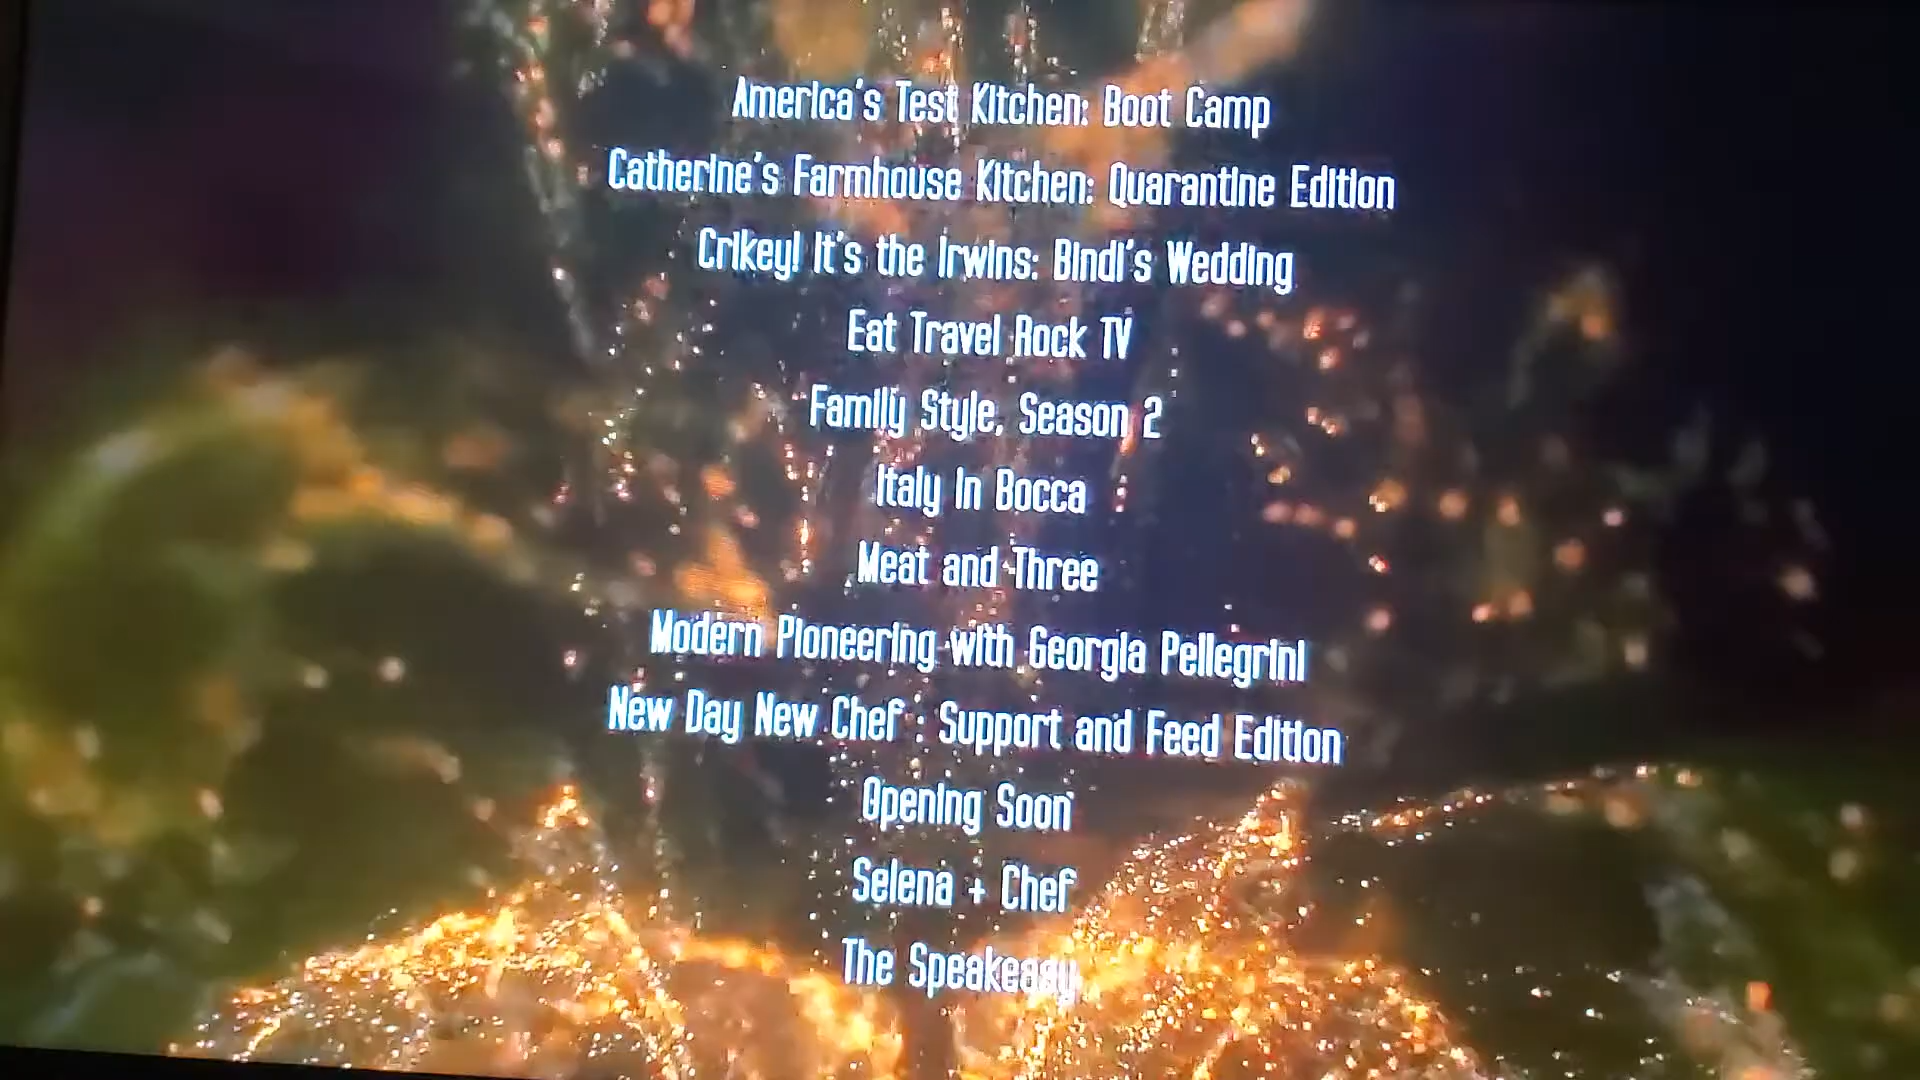 America's Test Kitchen: Boot Camp
Catherine's Farmhouse Kitchen: Quarantine Edition
Crikey! It's the Irwins: Bindi's Wedding
Eat Travel Rock TV
Family Style, Season 2
Italy in Bocca
Meat and Three
Modern Pioneering with Georgia Pellegrini
New Day New Chef : Support and Feed Edition
Opening Soon
Selena + Chef
The Speakeasy